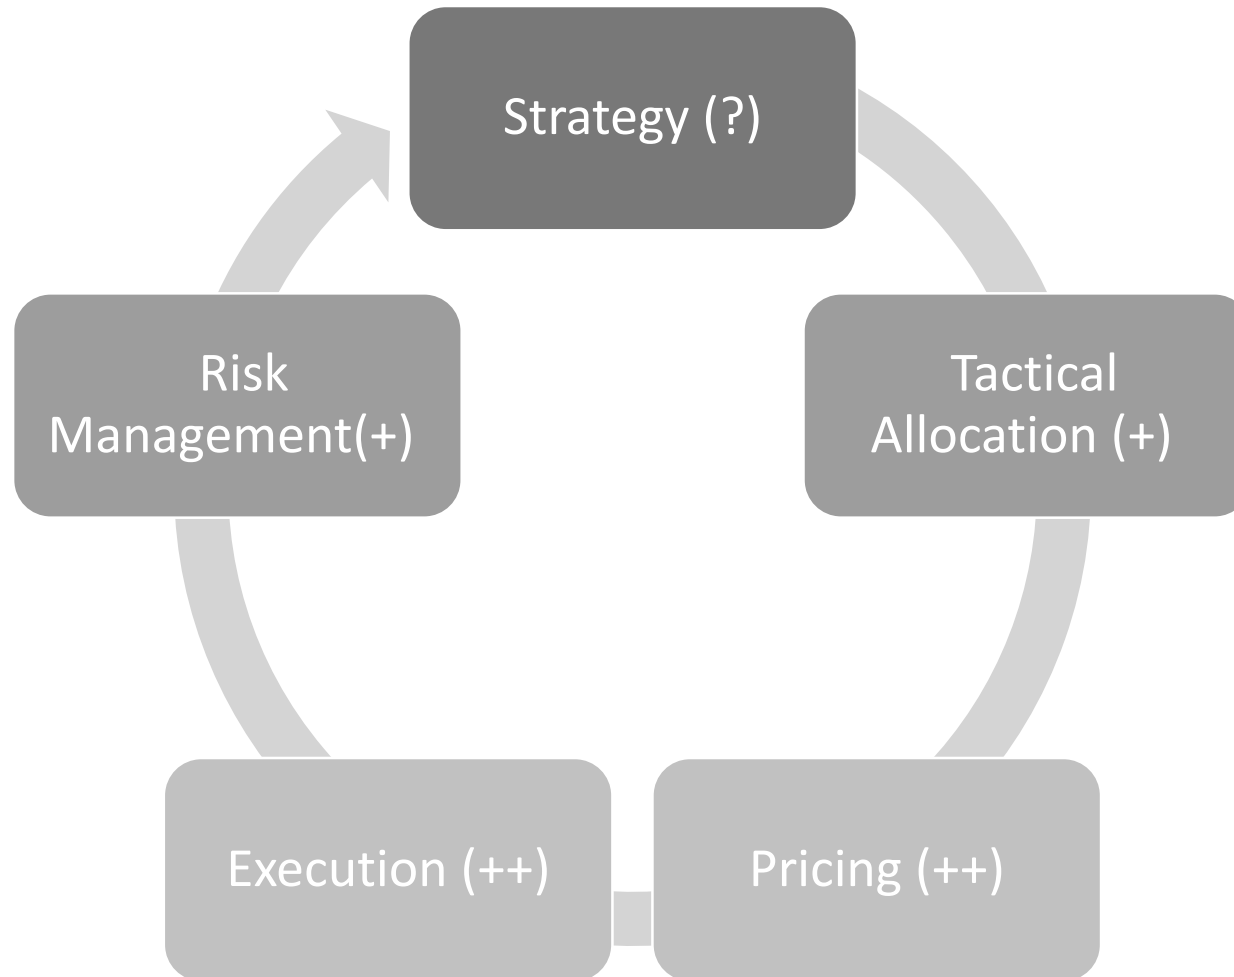 Strategy (?)
Tactical
Allocation (+)
Pricing (++)
Execution (++)
Risk
Management(+)